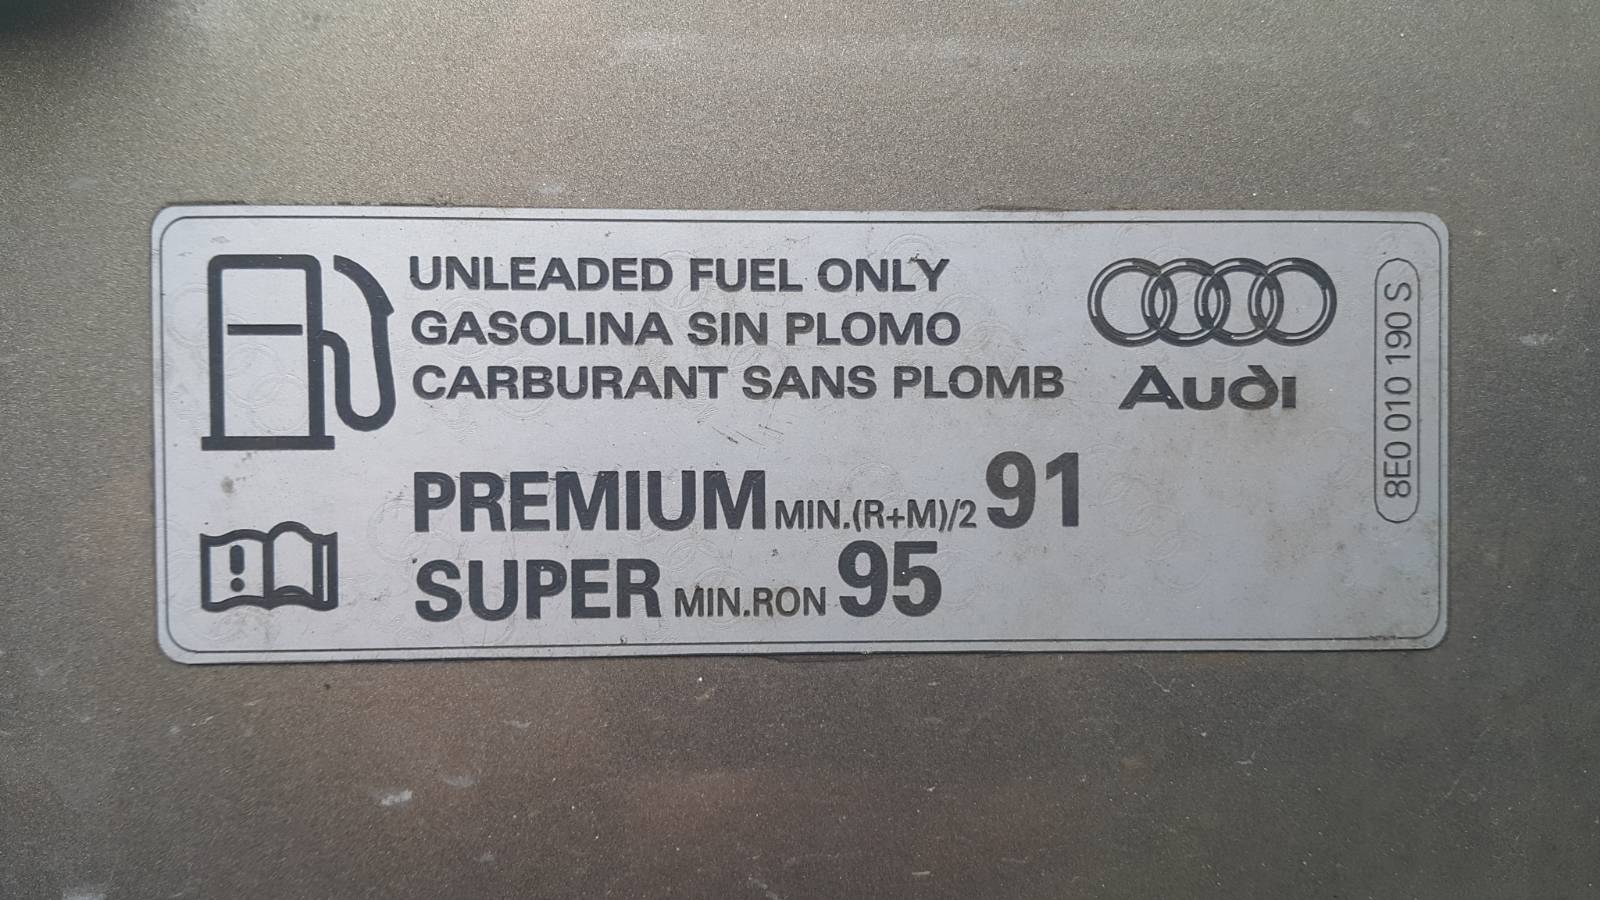 UNLEADED FUEL ONLY
GASOLINA SIN PLOMO
CARBURANT SANS PLOMB
PREMIUM MIN.(R+M)/2 91
SUPER MIN.RON 95
Audi
8E0 010 190 S